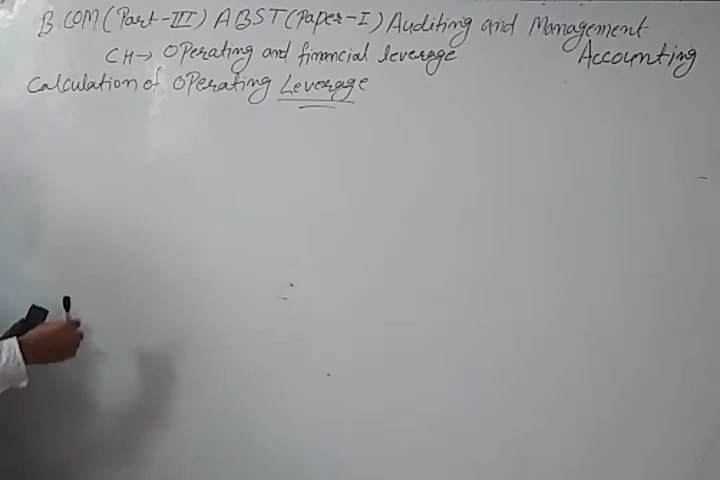 B.COM (Part-III) ABST (Paper-I) Auditing and Management
CH→ Operating and financial leverage Accounting
Calculation of Operating Leverage